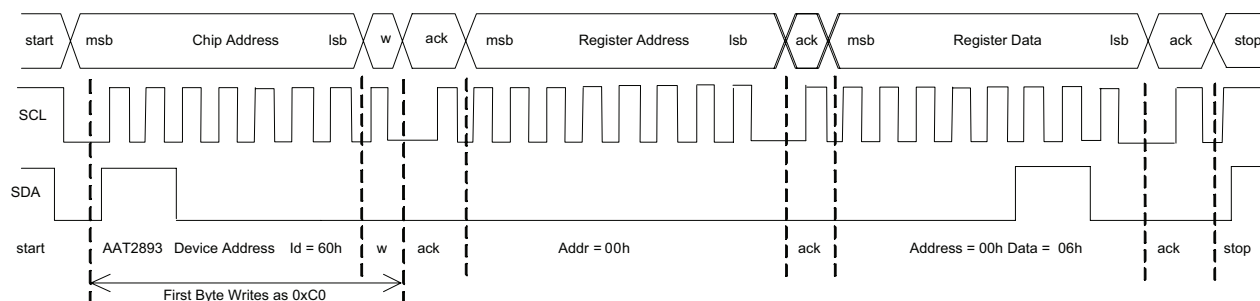 start msb Chip Address lsb w ack msb Register Address lsb ack msb Register Data lsb ack stop
SCL
SDA
start AAT2893 Device Address Id = 60h w ack Addr = 00h ack Address = 00h Data = 06h ack stop
First Byte Writes as 0xC0